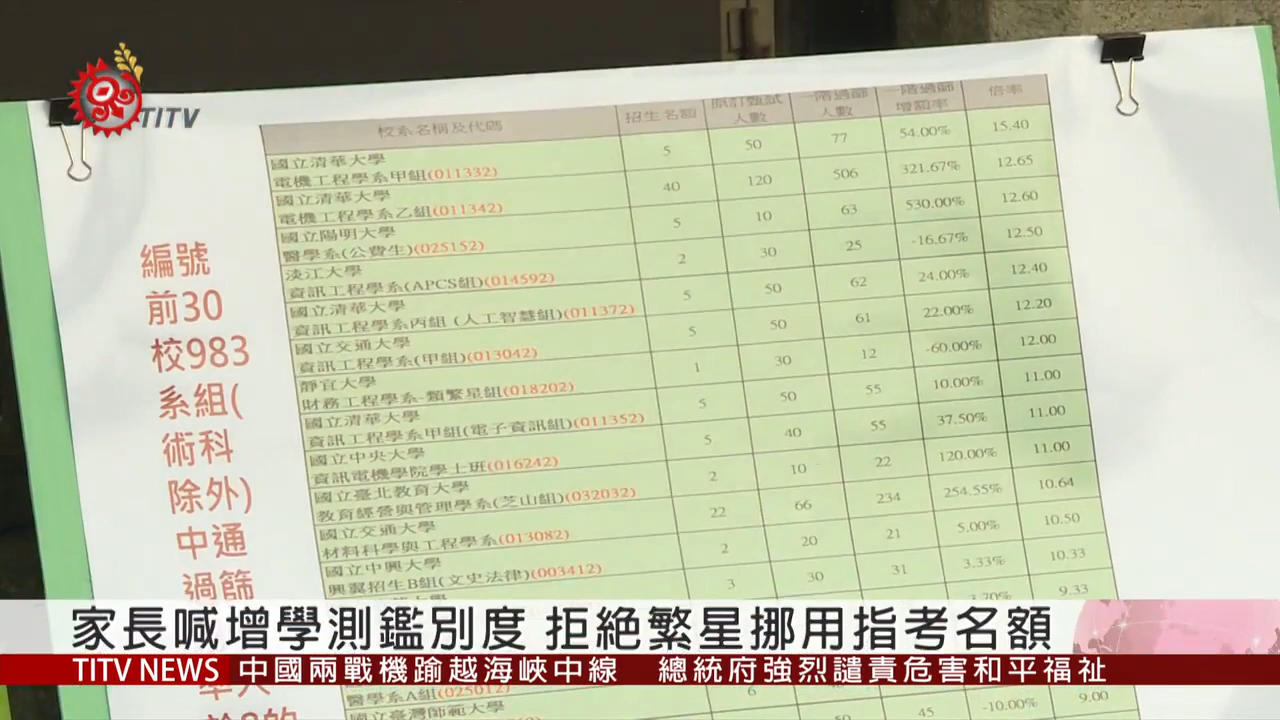 TITV
校系名稱及代碼 招生名額 原訂甄試人數 一階過篩人數 一階過篩增額率 倍率
國立清華大學
電機工程學系甲組(011332) 5 50 77 54.00% 15.40
國立清華大學
電機工程學系乙組(011342) 40 120 506 321.67% 12.65
國立陽明大學
醫學系(公費生)(025152) 5 10 63 530.00% 12.60
淡江大學
資訊工程學系(APCS組)(014592) 2 30 25 -16.67% 12.50
國立清華大學
資訊工程學系丙組 (人工智慧組)(011372) 5 50 62 24.00% 12.40
國立交通大學
資訊工程學系(甲組)(013042) 5 50 61 22.00% 12.20
靜宜大學
財務工程學系-類繁星組(018202) 1 30 12 -60.00% 12.00
國立清華大學
資訊工程學系甲組(電子資訊組)(011352) 5 50 55 10.00% 11.00
國立中央大學
資訊電機學院學士班(016242) 5 40 55 37.50% 11.00
國立臺北教育大學
教育經營與管理學系(芝山組)(032032) 2 10 22 120.00% 11.00
國立交通大學
材料科學與工程學系(013082) 22 66 234 254.55% 10.64
國立中興大學
興翼招生B組(文史法律)(003412) 2 20 21 5.00% 10.50
3 30 31 3.33% 10.33
9.33
醫學系A組(025012) 6
國立臺灣師範大學 45 -10.00% 9.00
編號
前30
校983
系組(
術科
除外)
中通
過篩
家長喊增學測鑑別度 拒絕繁星挪用指考名額
TITV NEWS 中國兩戰機踰越海峽中線 總統府強烈譴責危害和平福祉